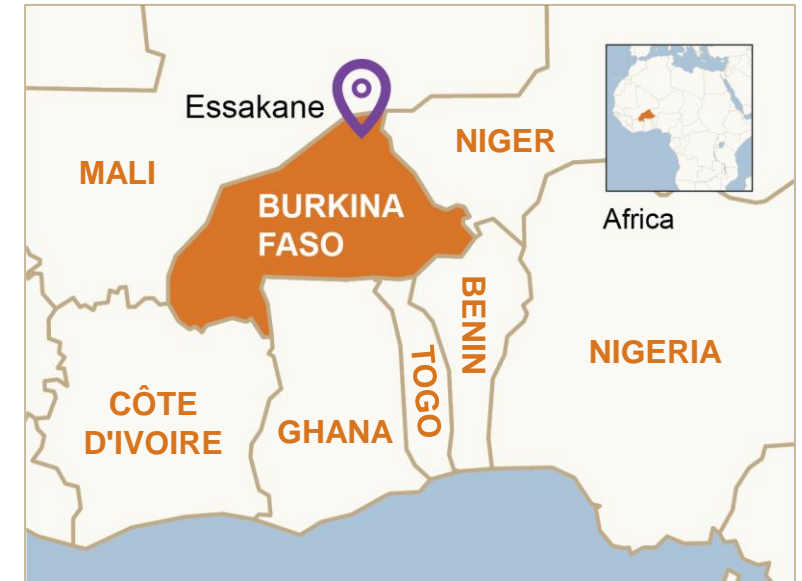 Essakane
MALI
NIGER
BURKINA
FASO
Africa
BENIN
NIGERIA
TOGO
CÔTE
D'IVOIRE
GHANA